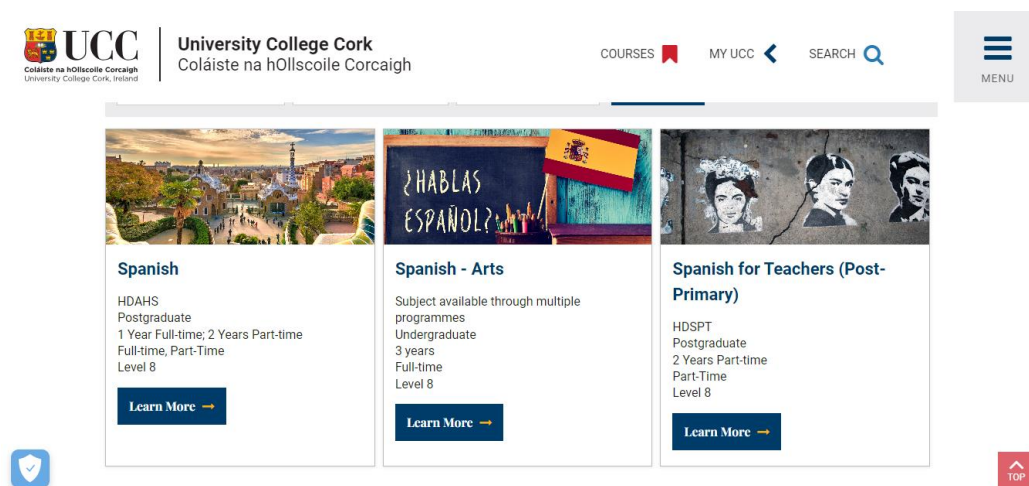 UCC
Coláiste na hOllscoile Corcaigh
University College Cork, Ireland
University College Cork
Coláiste na hOllscoile Corcaigh
COURSES
MY UCC
SEARCH
MENU
¿HABLAS
ESPAÑOL?
Spanish
HDAHS
Postgraduate
1 Year Full-time; 2 Years Part-time
Full-time, Part-Time
Level 8
Learn More →
Spanish - Arts
Subject available through multiple
programmes
Undergraduate
3 years
Full-time
Level 8
Learn More →
Spanish for Teachers (Post-
Primary)
HDSPT
Postgraduate
2 Years Part-time
Part-Time
Level 8
Learn More →
TOP